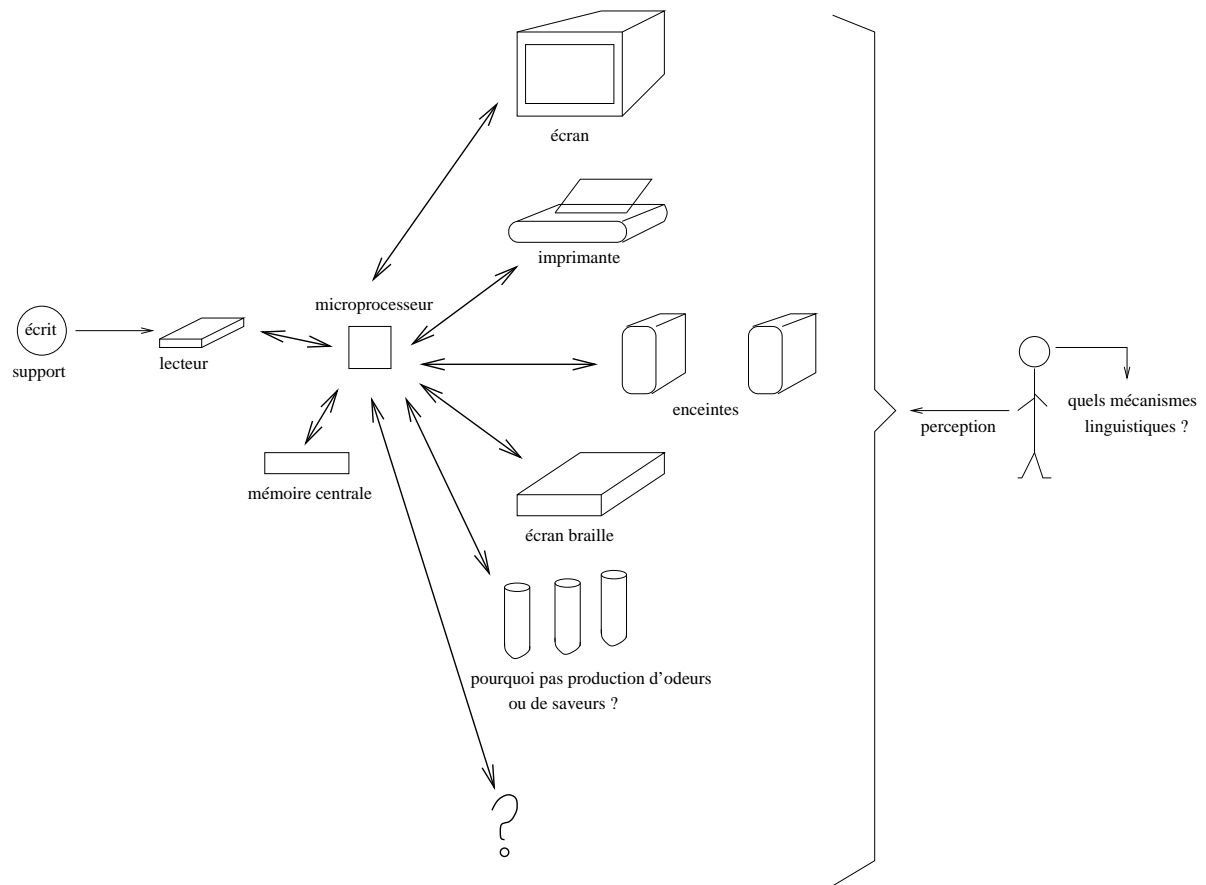 écran
imprimante
microprocesseur
écrit
support
lecteur
enceintes
quels mécanismes
linguistiques ?
perception
mémoire centrale
écran braille
pourquoi pas production d’odeurs
ou de saveurs ?
?